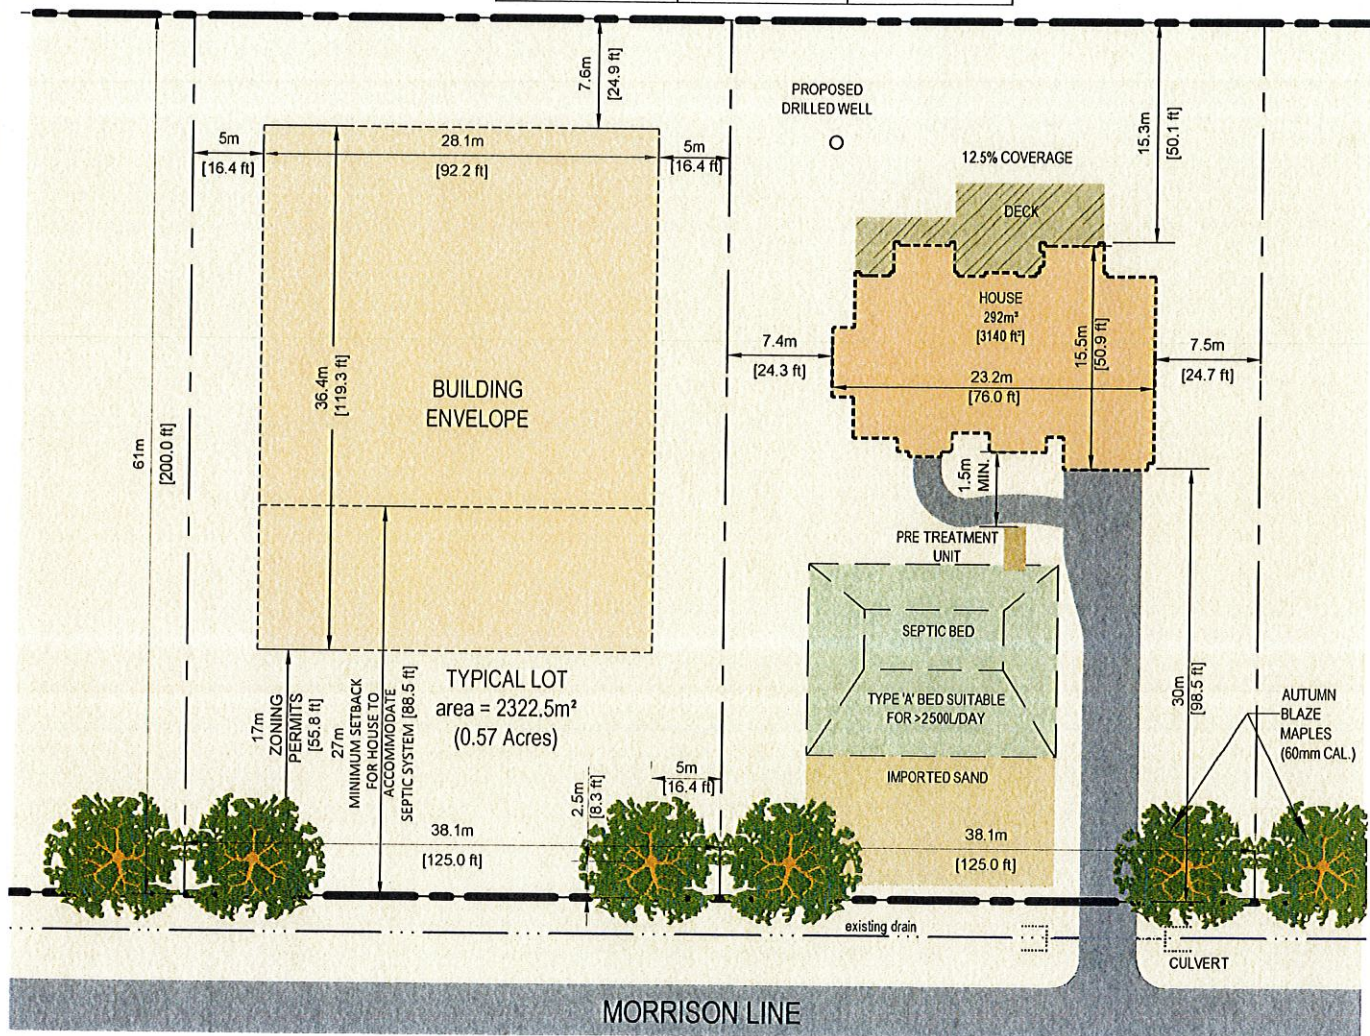 7.6m
[24.9 ft]
PROPOSED
DRILLED WELL
15.3m
[50.1 ft]
5m
[16.4 ft]
28.1m
[92.2 ft]
5m
[16.4 ft]
12.5% COVERAGE
DECK
HOUSE
292m²
[3140 ft²]
15.5m
[50.9 ft]
7.4m
[24.3 ft]
23.2m
[76.0 ft]
7.5m
[24.7 ft]
36.4m
[119.3 ft]
BUILDING
ENVELOPE
61m
[200.0 ft]
1.5m
MIN.
PRE TREATMENT
UNIT
SEPTIC BED
TYPE 'A' BED SUITABLE
FOR >2500L/DAY
IMPORTED SAND
30m
[98.5 ft]
AUTUMN
BLAZE
MAPLES
(60mm CAL.)
TYPICAL LOT
area = 2322.5m²
(0.57 Acres)
17m
ZONING
PERMITS
[55.8 ft]
27m
MINIMUM SETBACK
FOR HOUSE TO
ACCOMMODATE
SEPTIC SYSTEM [88.5 ft]
5m
[16.4 ft]
2.5m
[8.3 ft]
38.1m
[125.0 ft]
38.1m
[125.0 ft]
existing drain
CULVERT
MORRISON LINE